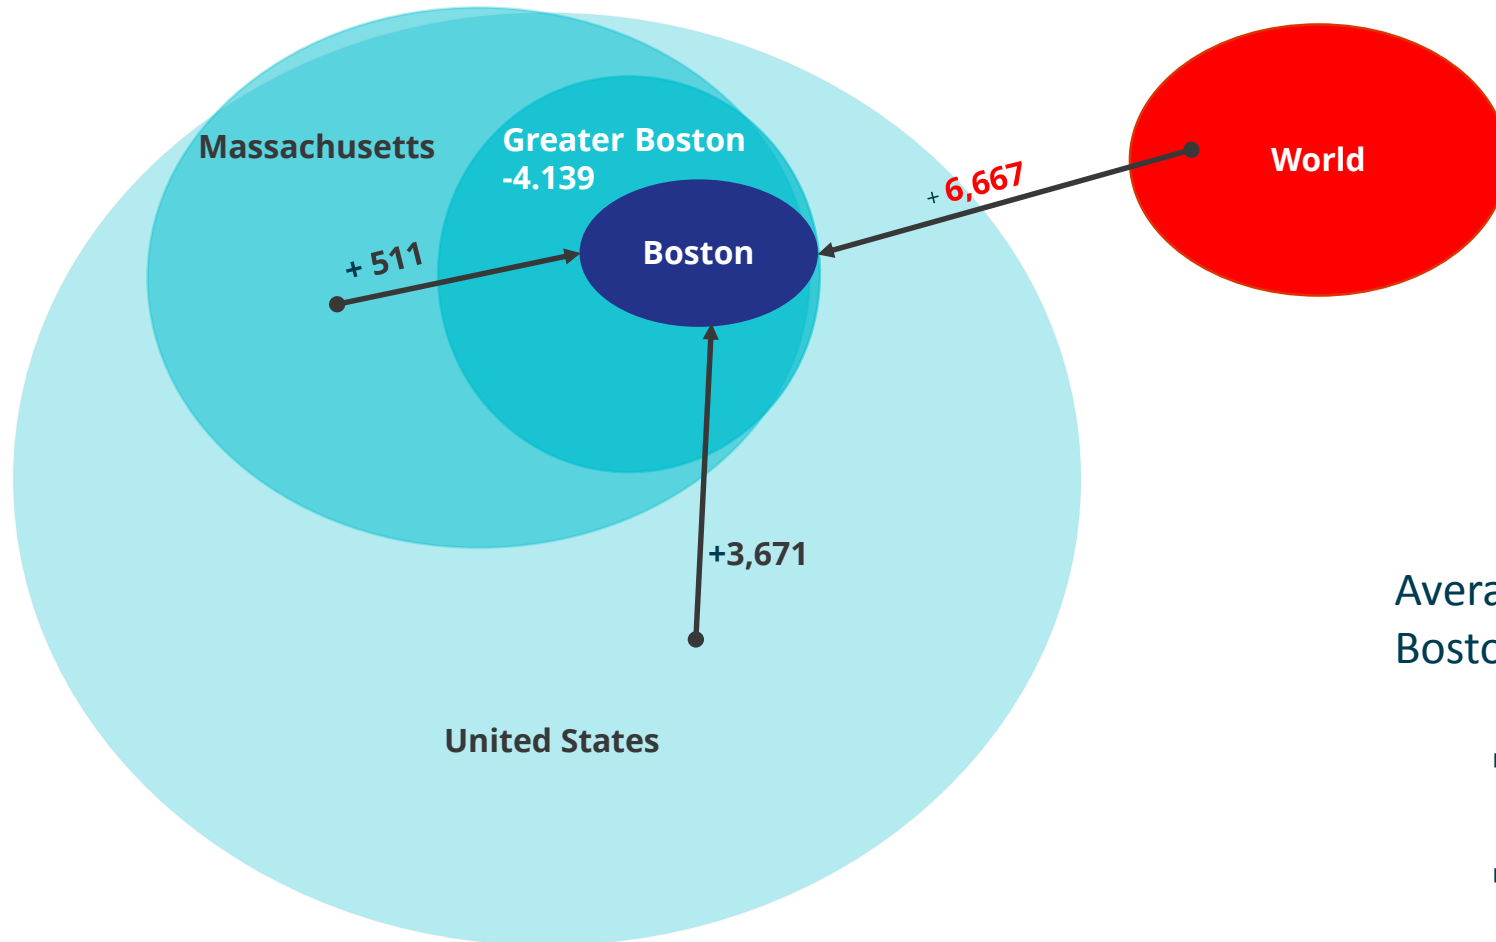 Massachusetts
Greater Boston
-4.139
World
+ 6,667
Boston
+ 511
+3,671
United States